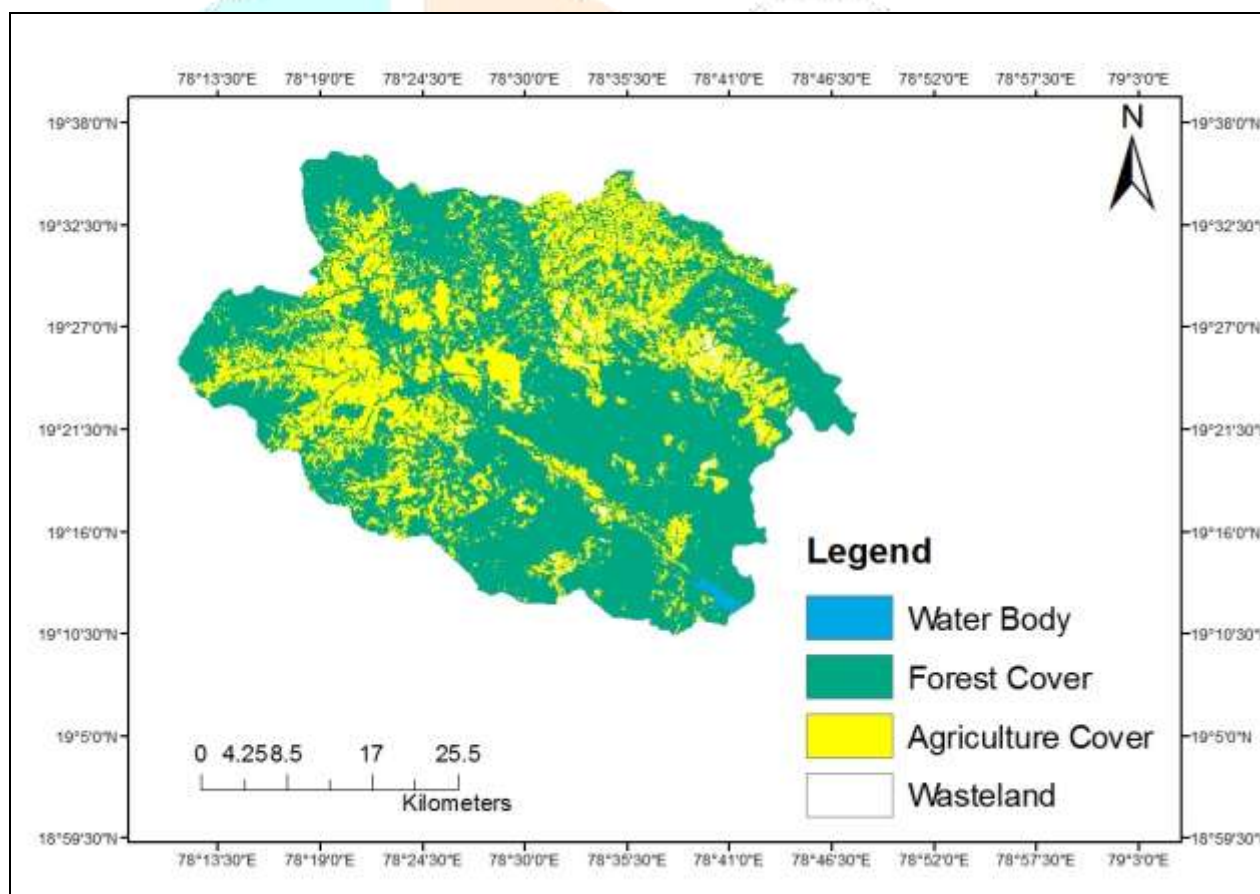 78°13'30"E 78°19'0"E 78°24'30"E 78°30'0"E 78°35'30"E 78°41'0"E 78°46'30"E 78°52'0"E 78°57'30"E 79°3'0"E
19°38'0"N 19°38'0"N
N
19°32'30"N 19°32'30"N
19°27'0"N 19°27'0"N
19°21'30"N 19°21'30"N
19°16'0"N 19°16'0"N
Legend
Water Body
19°10'30"N 19°10'30"N
Forest Cover
Agriculture Cover
19°5'0"N 19°5'0"N
0 4.25 8.5 17 25.5
Kilometers
Wasteland
18°59'30"N 18°59'30"N
78°13'30"E 78°19'0"E 78°24'30"E 78°30'0"E 78°35'30"E 78°41'0"E 78°46'30"E 78°52'0"E 78°57'30"E 79°3'0"E